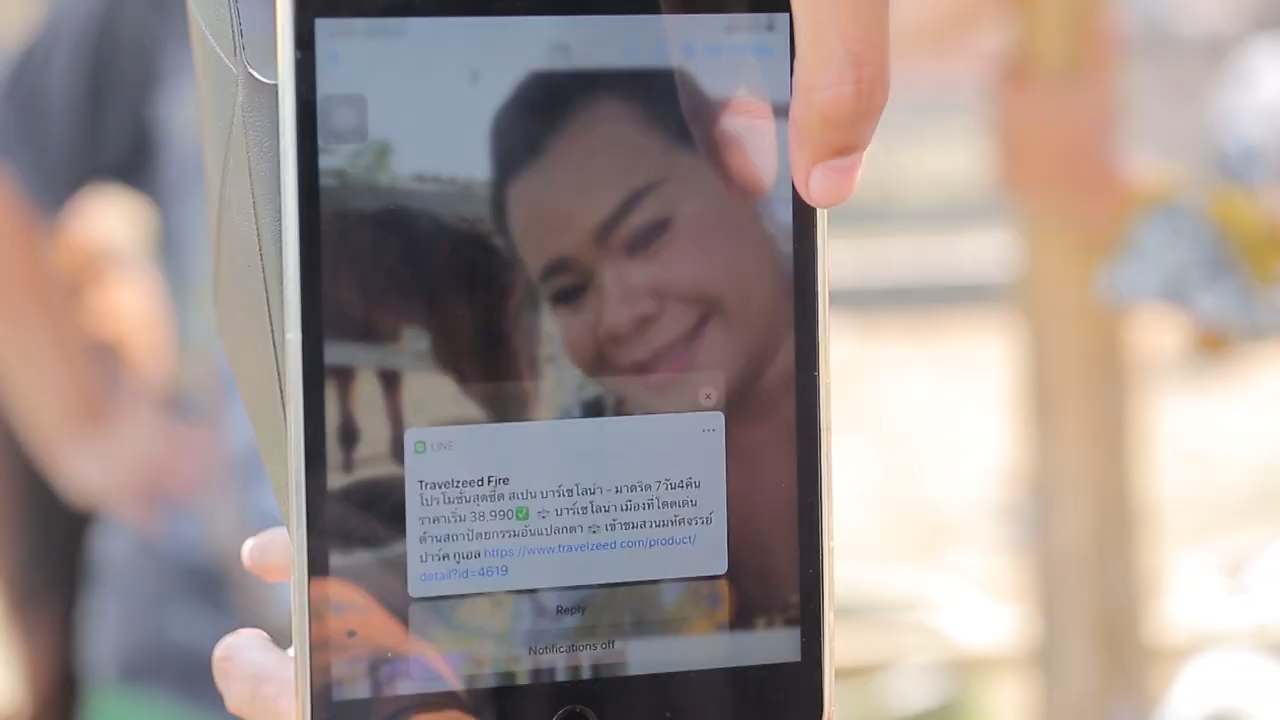 LINE
Travelzeed Fire
โปรโมชั่นสุดซี๊ด สเปน บาร์เซโลน่า - มาดริด 7วัน4คืน
ราคาเริ่ม 38,990✅ บาร์เซโลน่า เมืองที่โดดเด่น
ด้านสถาปัตยกรรมอันแปลกตา เข้าชมสวนมหัศจรรย์
ปาร์ค กูเอล https://www.travelzeed.com/product/
detail?id=4619
Reply
Notifications off